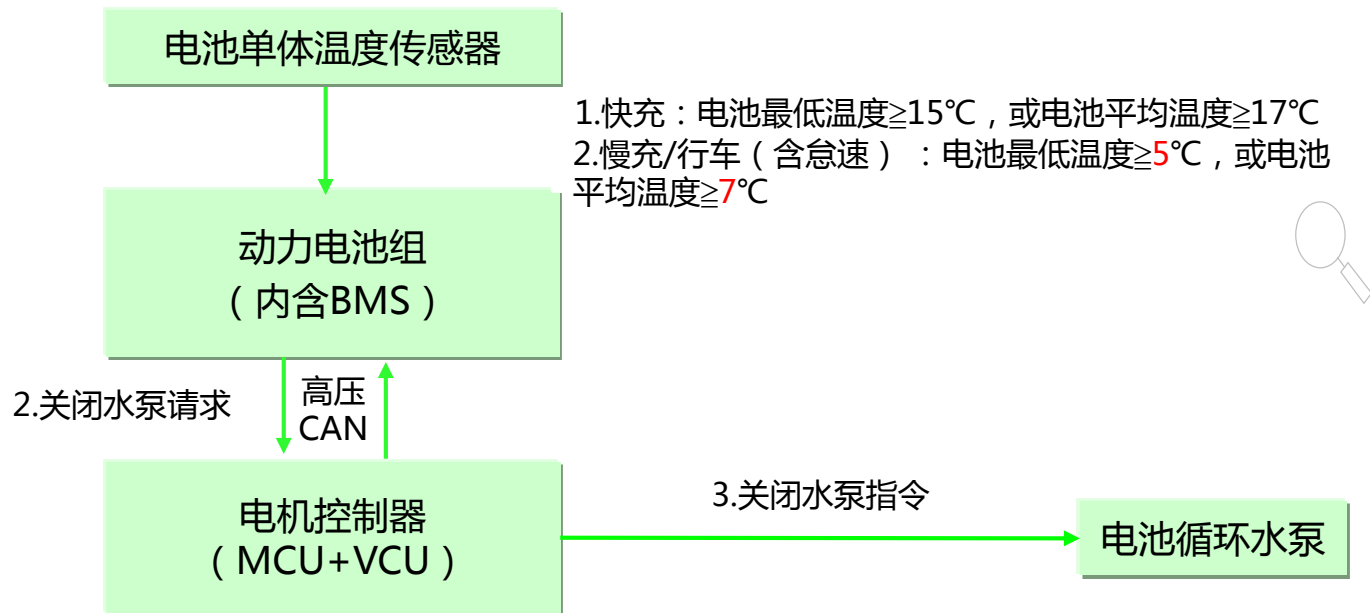 电池单体温度传感器
1.快充：电池最低温度≧15℃，或电池平均温度≧17℃
2.慢充/行车（含怠速）：电池最低温度≧5℃，或电池
平均温度≧7℃
动力电池组
（内含BMS）
2.关闭水泵请求
高压
CAN
电机控制器
（MCU+VCU）
3.关闭水泵指令
电池循环水泵